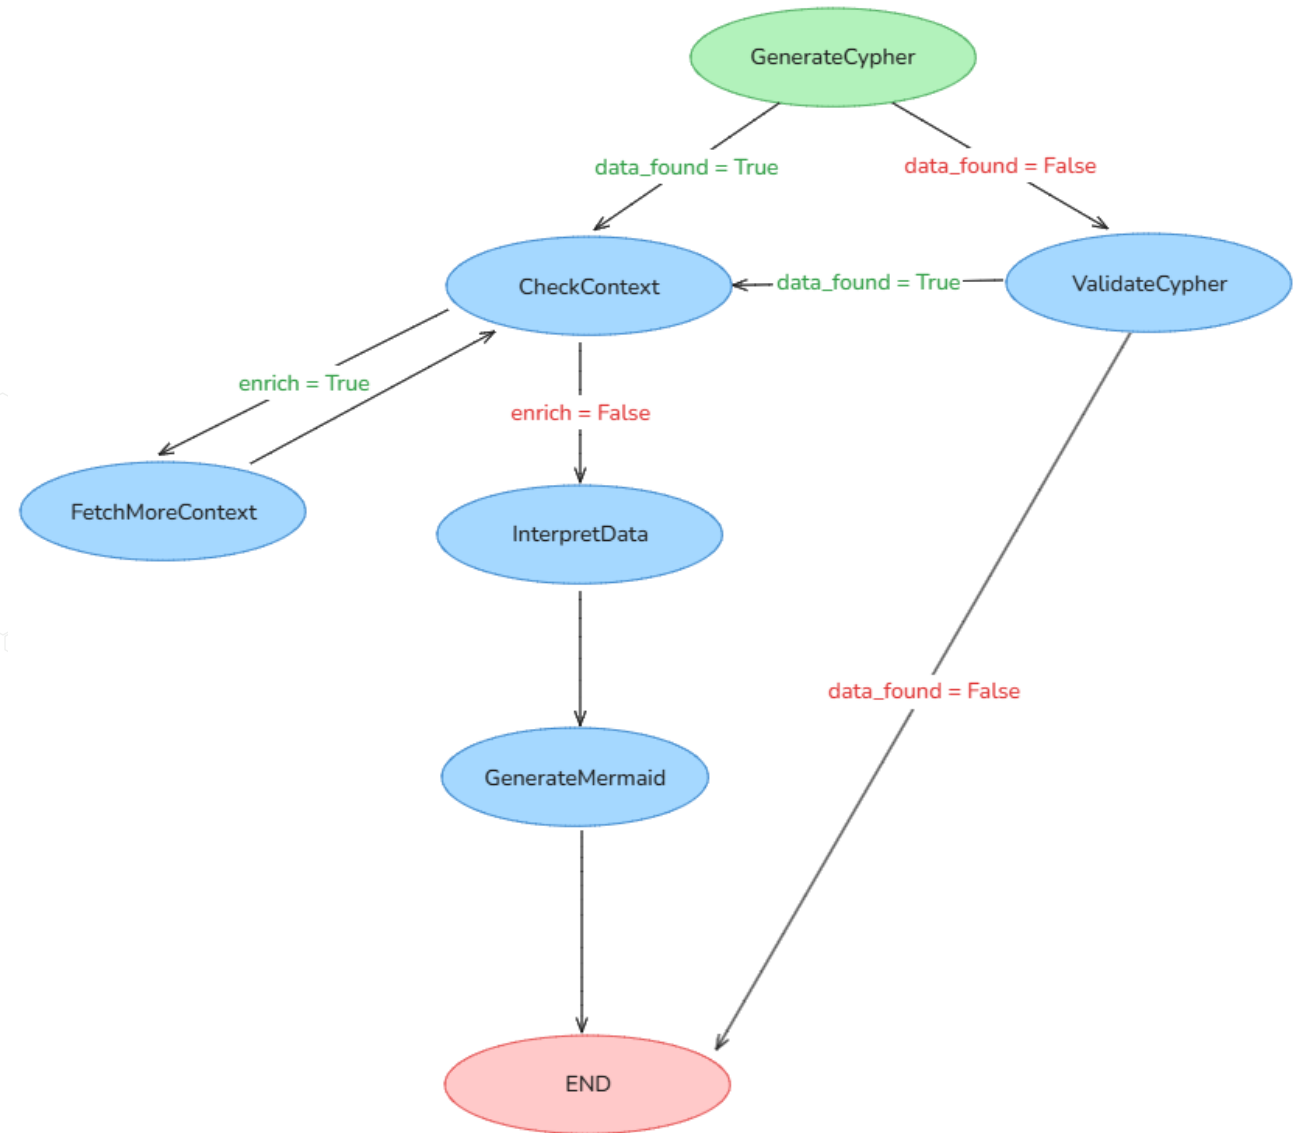 GenerateCypher
data_found = True
data_found = False
CheckContext
data_found = True
ValidateCypher
enrich = True
enrich = False
FetchMoreContext
InterpretData
data_found = False
GenerateMermaid
END